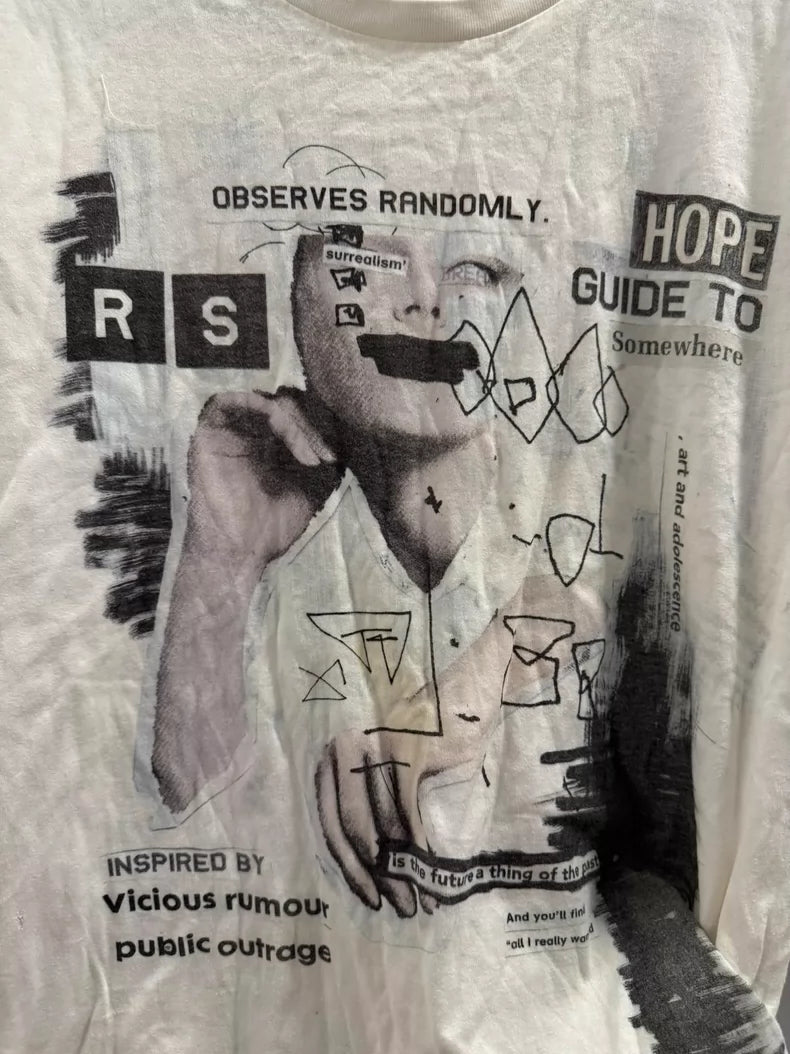 OBSERVES RANDOMLY.
HOPE
surrealism'
GUIDE TO
R S
Somewhere
, art and adolescence
is the future a thing of the past
INSPIRED BY
Vicious rumour
public outrage
And you'll find
"all I really